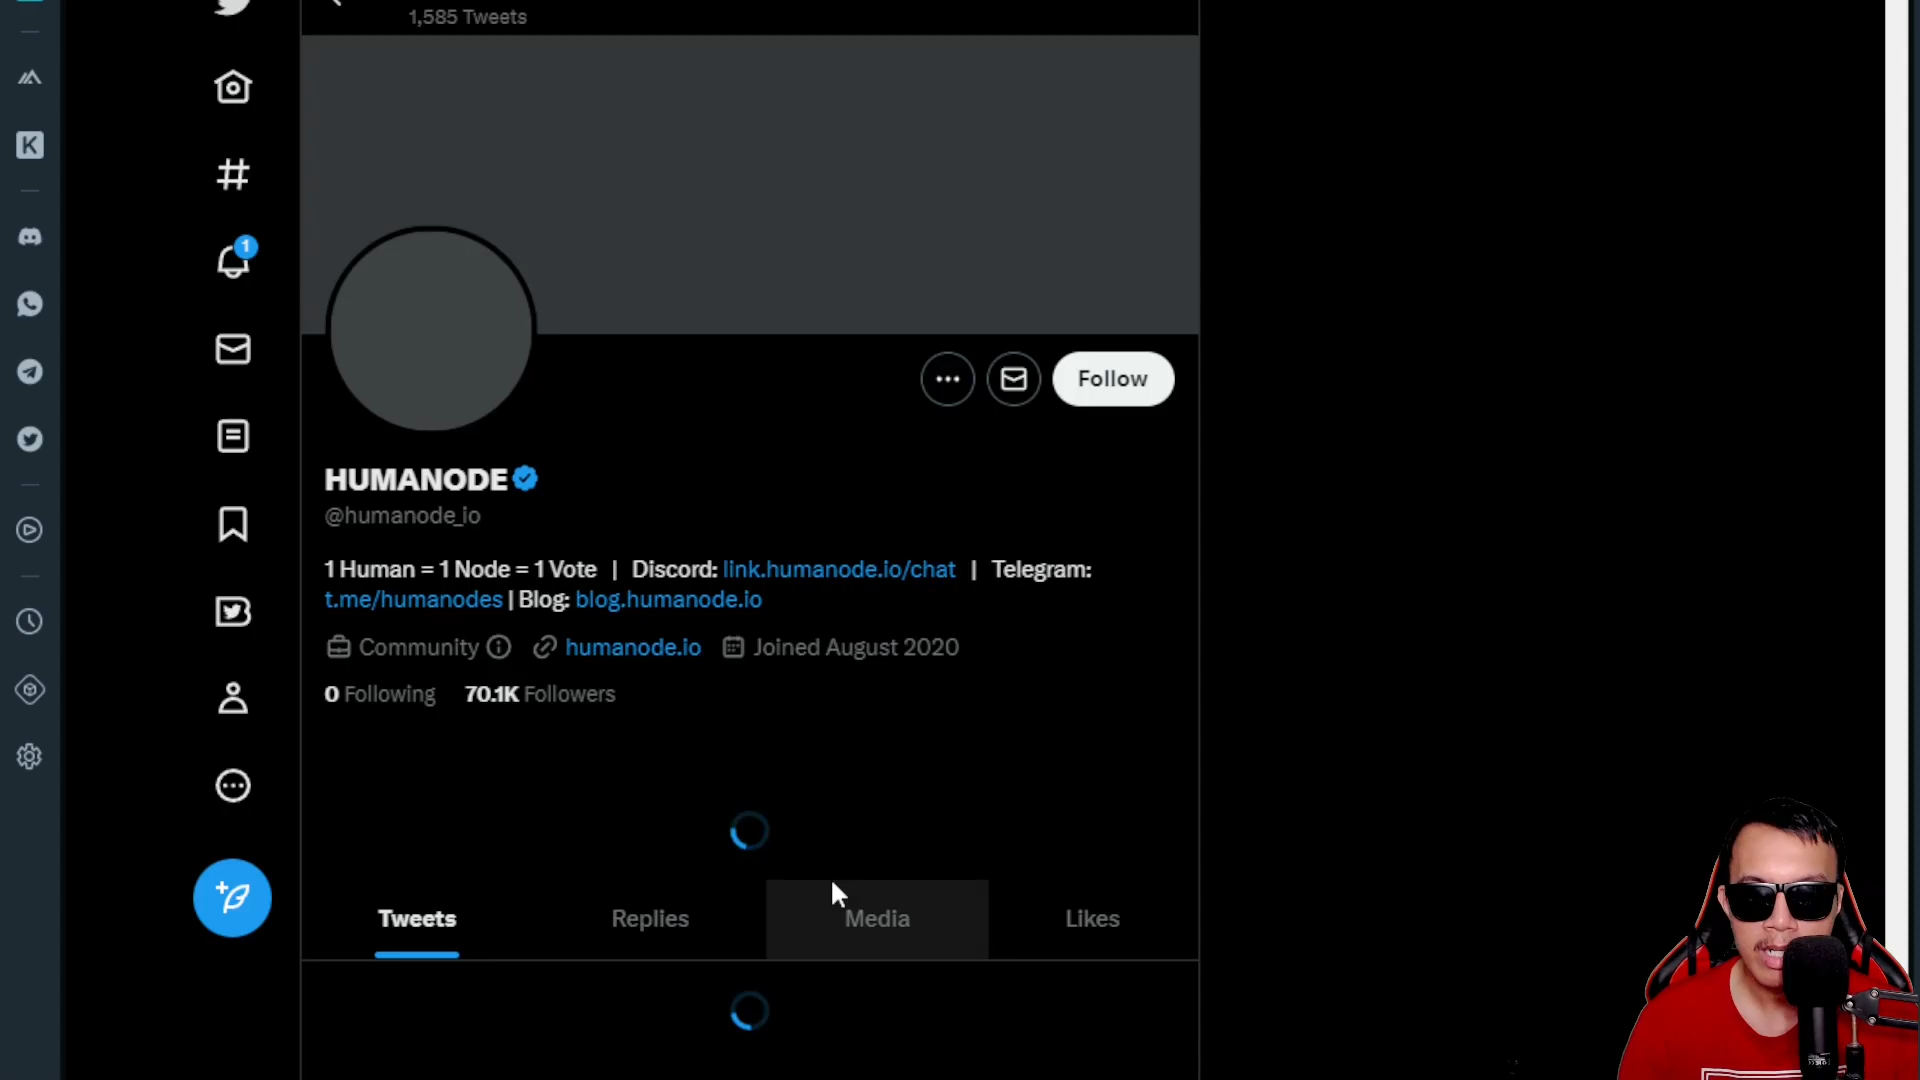 1,585 Tweets
K
1
Follow
HUMANODE
@humanode_io
1 Human = 1 Node = 1 Vote | Discord: link.humanode.io/chat | Telegram:
t.me/humanodes | Blog: blog.humanode.io
Community humanode.io Joined August 2020
0 Following 70.1K Followers
Tweets Replies Media Likes